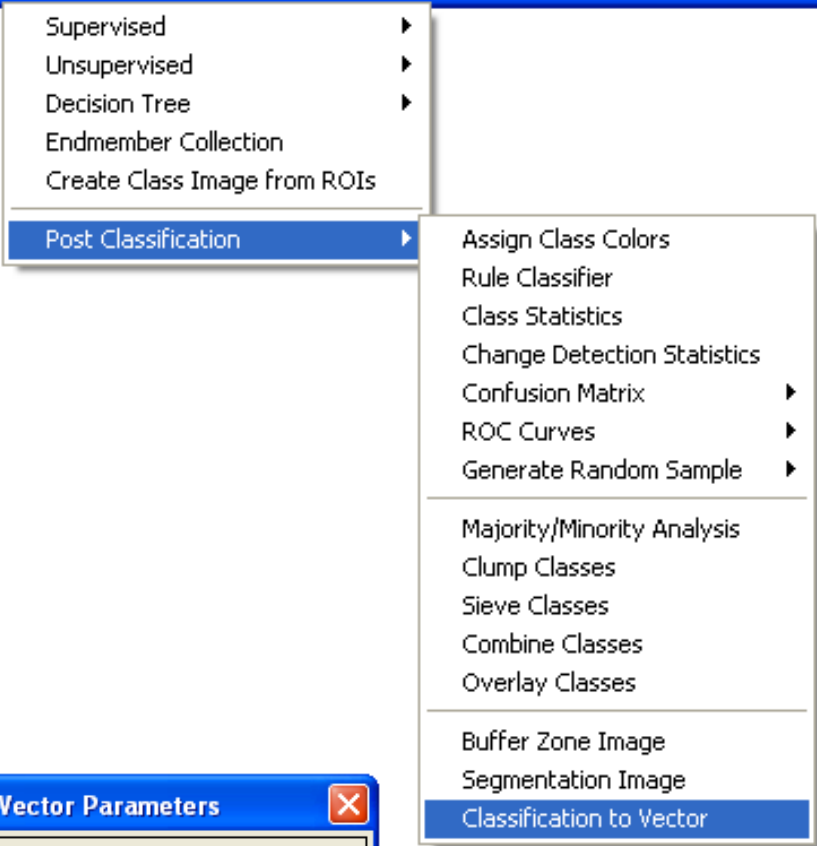 Supervised
Unsupervised
Decision Tree
Endmember Collection
Create Class Image from ROIs
Post Classification
Assign Class Colors
Rule Classifier
Class Statistics
Change Detection Statistics
Confusion Matrix
ROC Curves
Generate Random Sample
Majority/Minority Analysis
Clump Classes
Sieve Classes
Combine Classes
Overlay Classes
Buffer Zone Image
Segmentation Image
Classification to Vector
Vector Parameters